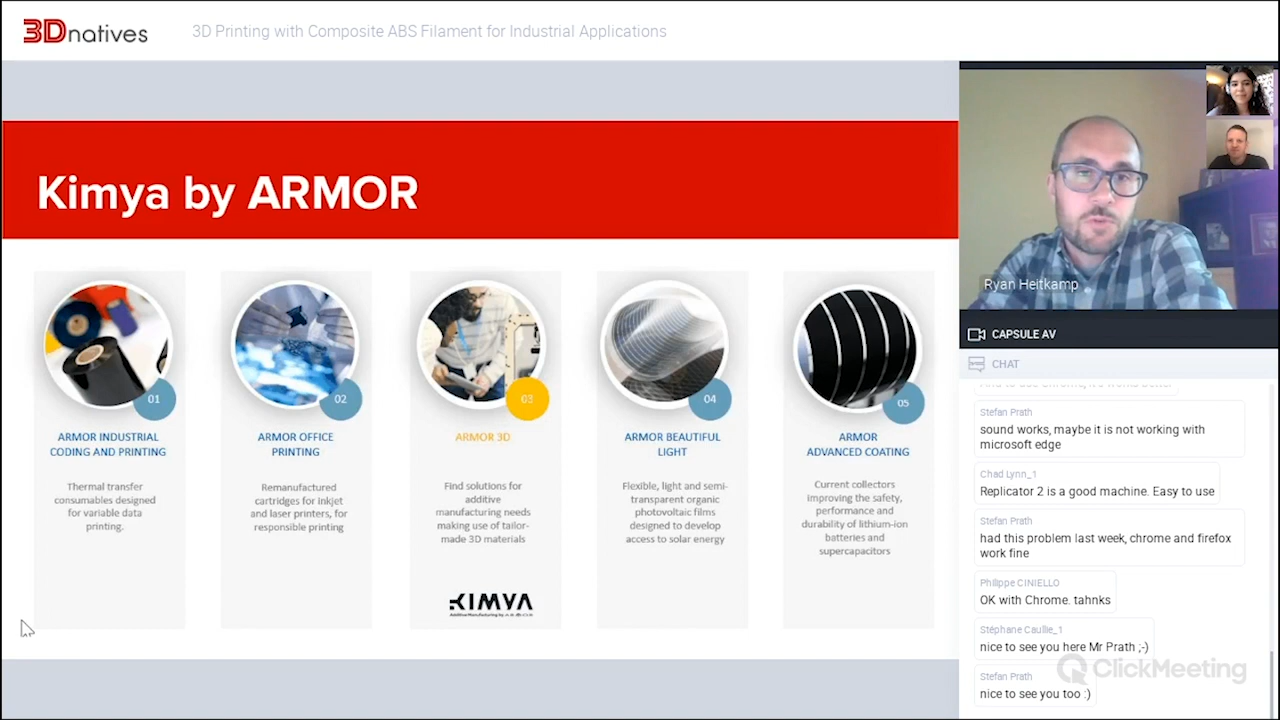 3Dnatives
3D Printing with Composite ABS Filament for Industrial Applications
Kimya by ARMOR
01
ARMOR INDUSTRIAL
CODING AND PRINTING
Thermal transfer
consumables designed
for variable data
printing.
02
ARMOR OFFICE
PRINTING
Remanufactured
cartridges for inkjet
and laser printers, for
responsible printing
03
ARMOR 3D
Find solutions for
additive
manufacturing needs
making use of tailor-
made 3D materials
KIMYA
04
ARMOR BEAUTIFUL
LIGHT
Flexible, light and semi-
transparent organic
photovoltaic films
designed to develop
access to solar energy
05
ARMOR
ADVANCED COATING
Current collectors
improving the safety,
performance and
durability of lithium-ion
batteries and
supercapacitors
Ryan Heitkamp
CAPSULE AV
CHAT
Stefan Prath
sound works, maybe it is not working with
microsoft edge
Chad Lynn_1
Replicator 2 is a good machine. Easy to use
Stefan Prath
had this problem last week, chrome and firefox
work fine
Philippe CINIELLO
OK with Chrome. tahnks
Stéphane Caullie_1
nice to see you here Mr Prath ;-)
Stefan Prath
nice to see you too :)
ClickMeeting